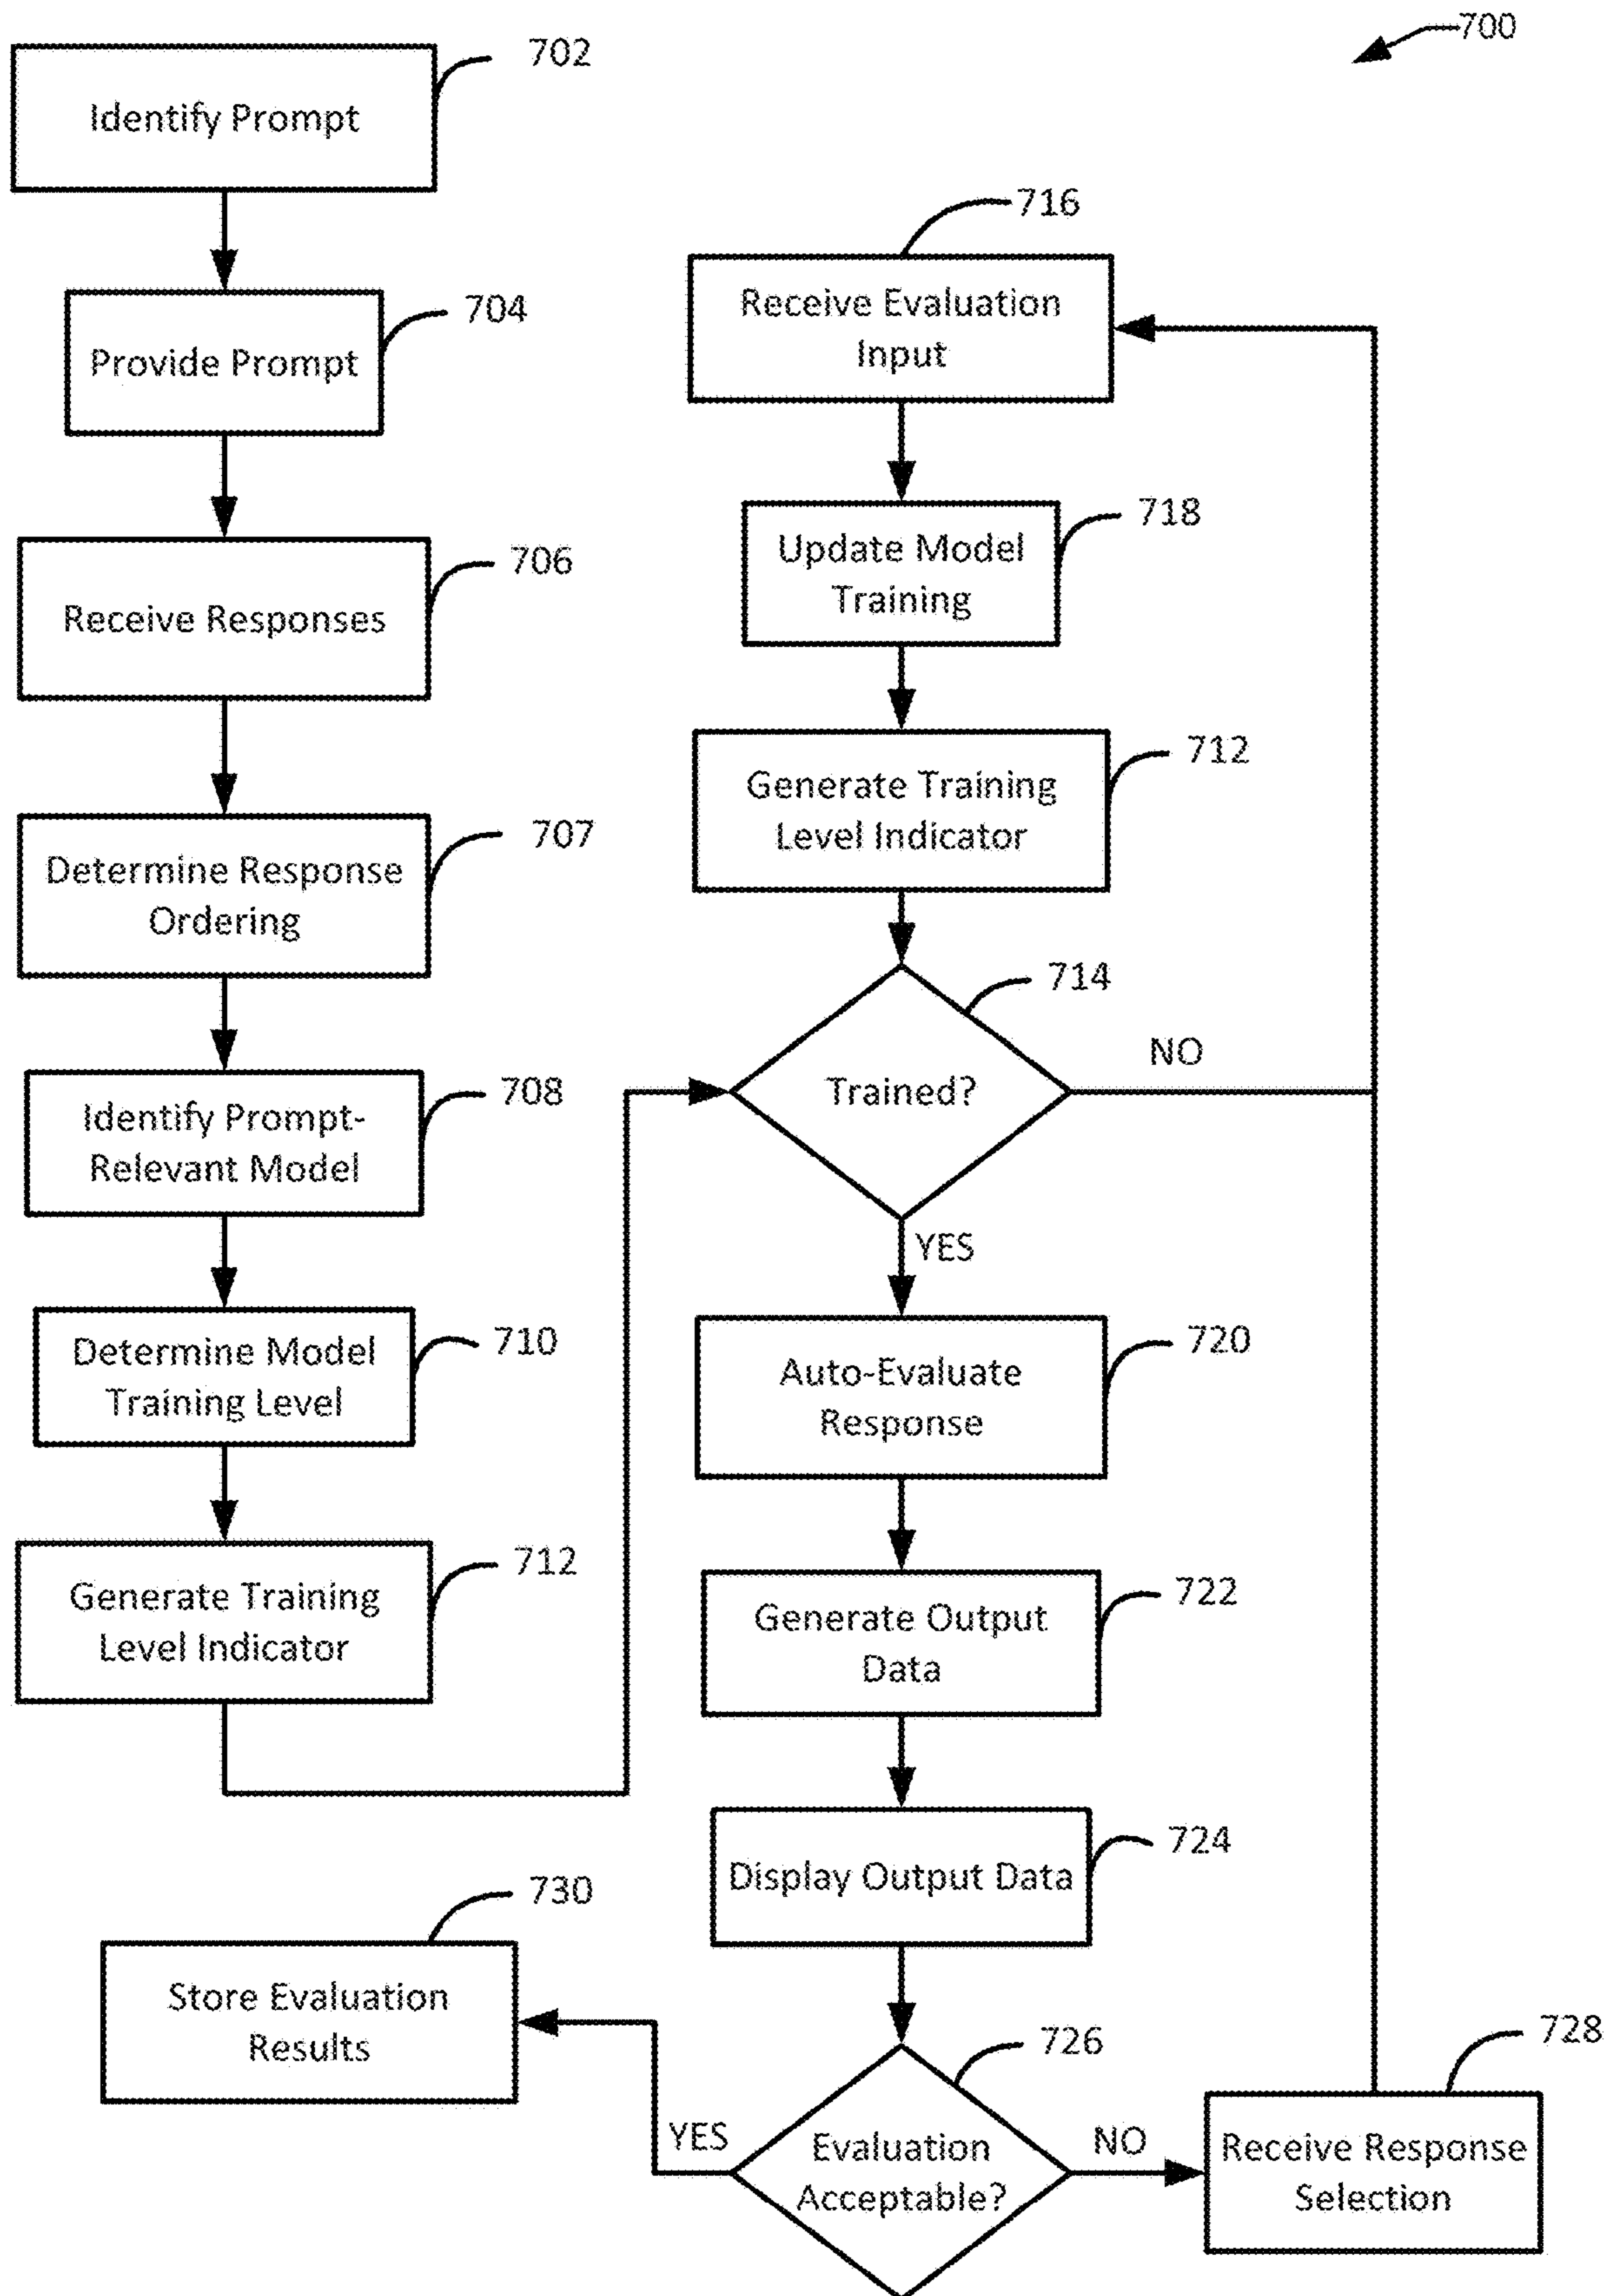 700
702
Identify Prompt
704
Provide Prompt
706
Receive Responses
707
Determine Response
Ordering
708
Identify Prompt-
Relevant Model
710
Determine Model
Training Level
712
Generate Training
Level Indicator
716
Receive Evaluation
Input
718
Update Model
Training
712
Generate Training
Level Indicator
714
Trained?
NO
YES
720
Auto-Evaluate
Response
722
Generate Output
Data
724
Display Output Data
726
Evaluation
Acceptable?
YES
NO
728
Receive Response
Selection
730
Store Evaluation
Results